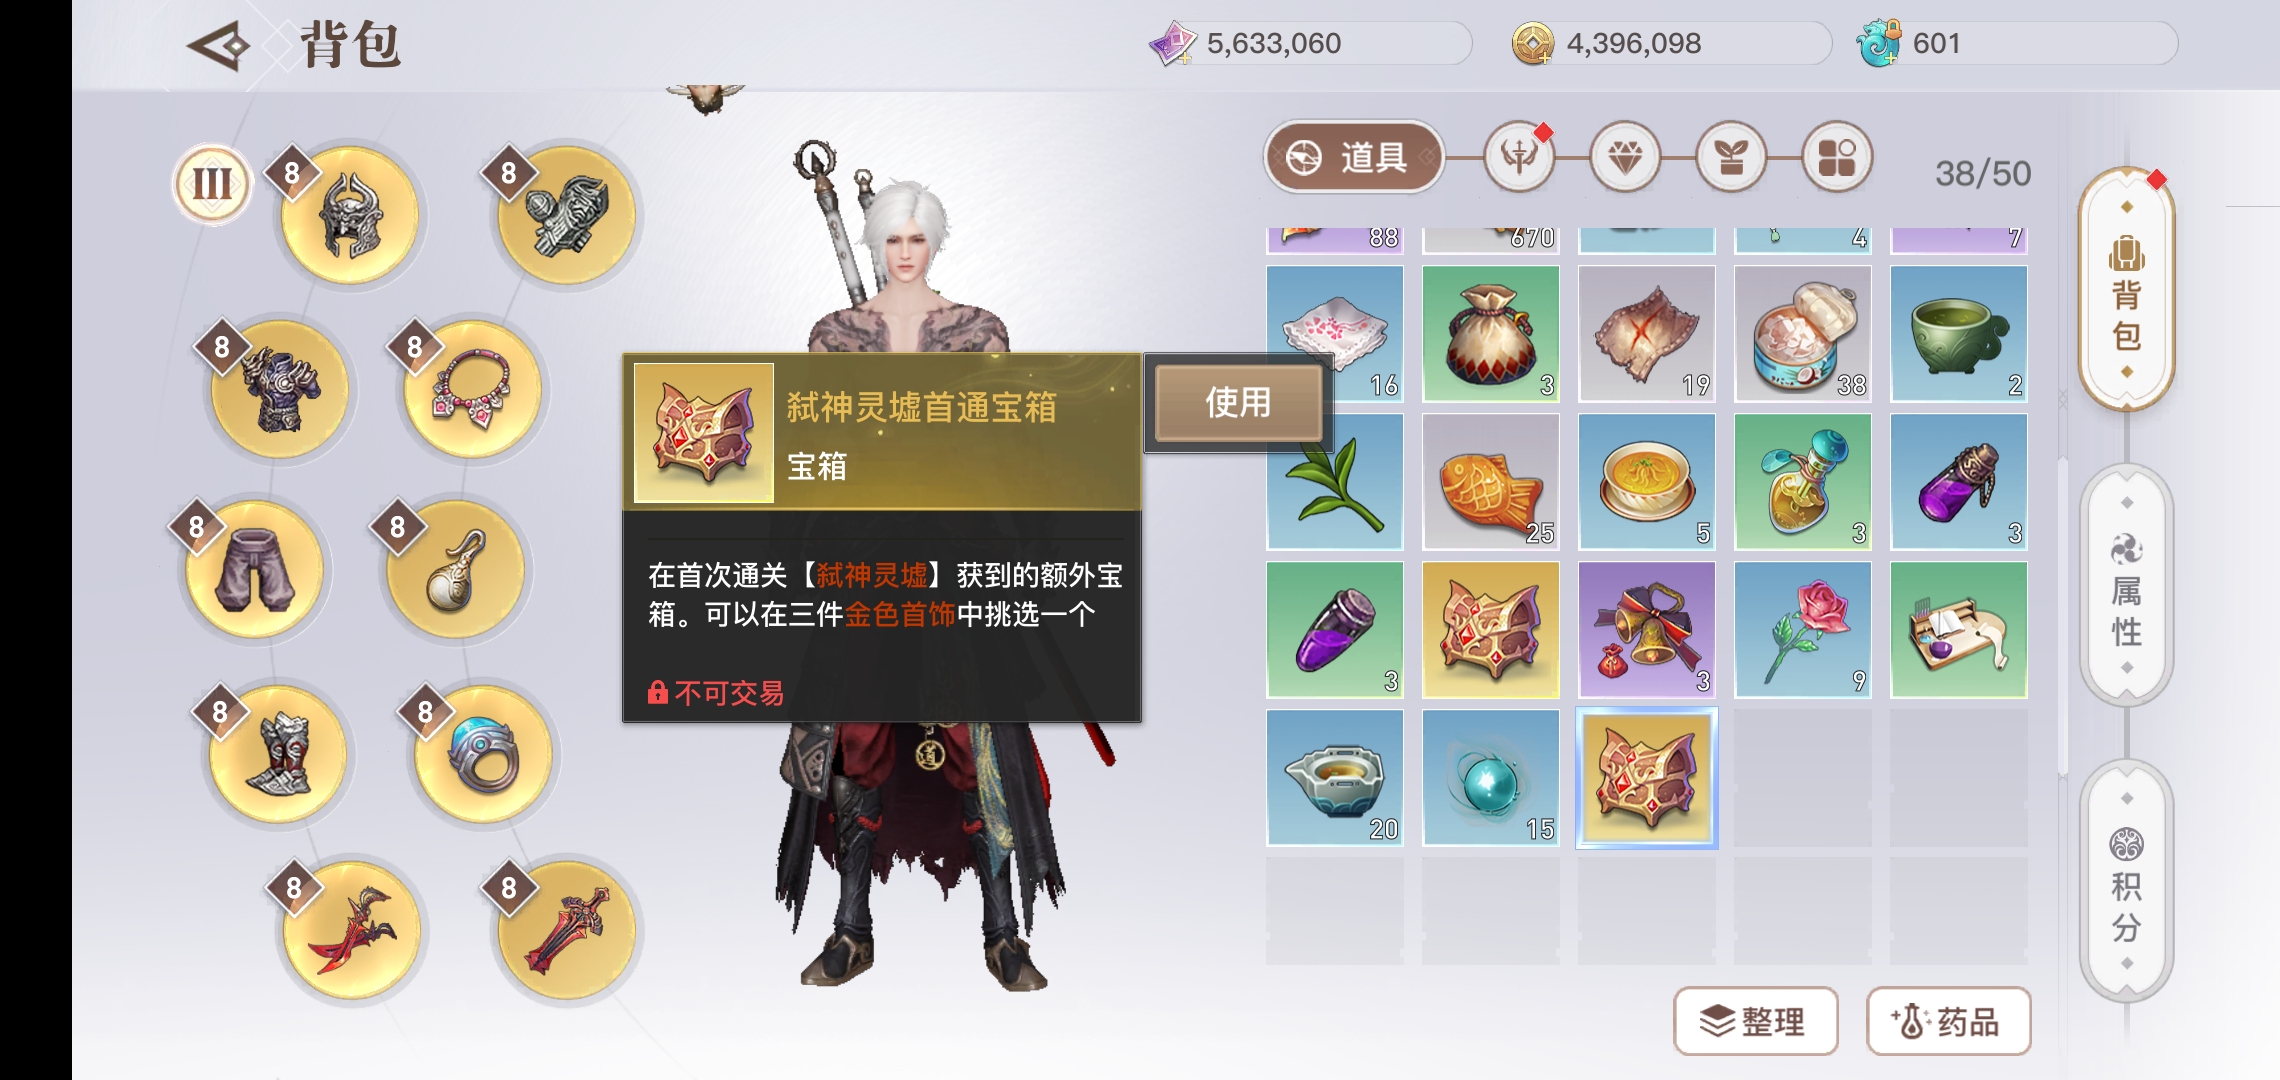 背包
5,633,060
4,396,098
601
III
8
8
8
8
8
8
8
8
8
8
道具
38/50
88
670
4
7
16
3
19
38
2
25
5
3
3
3
3
9
20
15
弑神灵墟首通宝箱
宝箱
使用
在首次通关【弑神灵墟】获到的额外宝
箱。可以在三件金色首饰中挑选一个
不可交易
道
背包
属性
积分
整理
药品